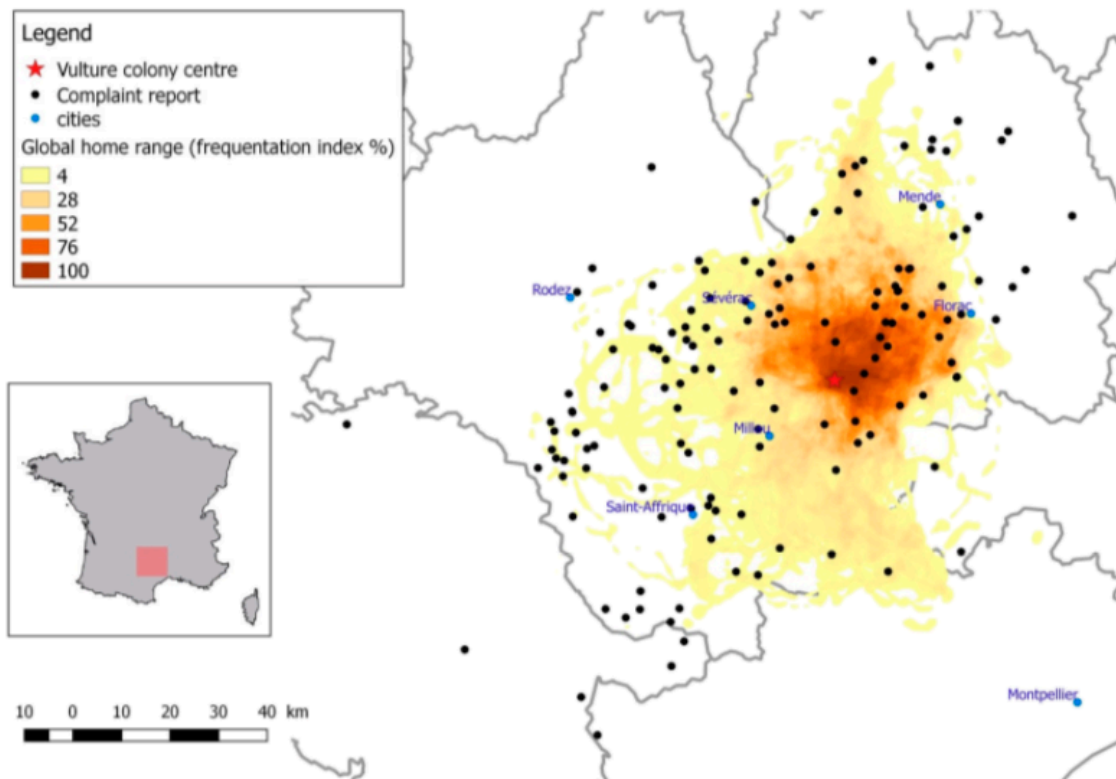 Legend
Vulture colony centre
Complaint report
cities
Global home range (frequentation index %)
4
28
52
76
100
Mende
Rodez
Sévérac
Florac
Millau
Saint-Affrique
Montpellier
10 0 10 20 30 40 km